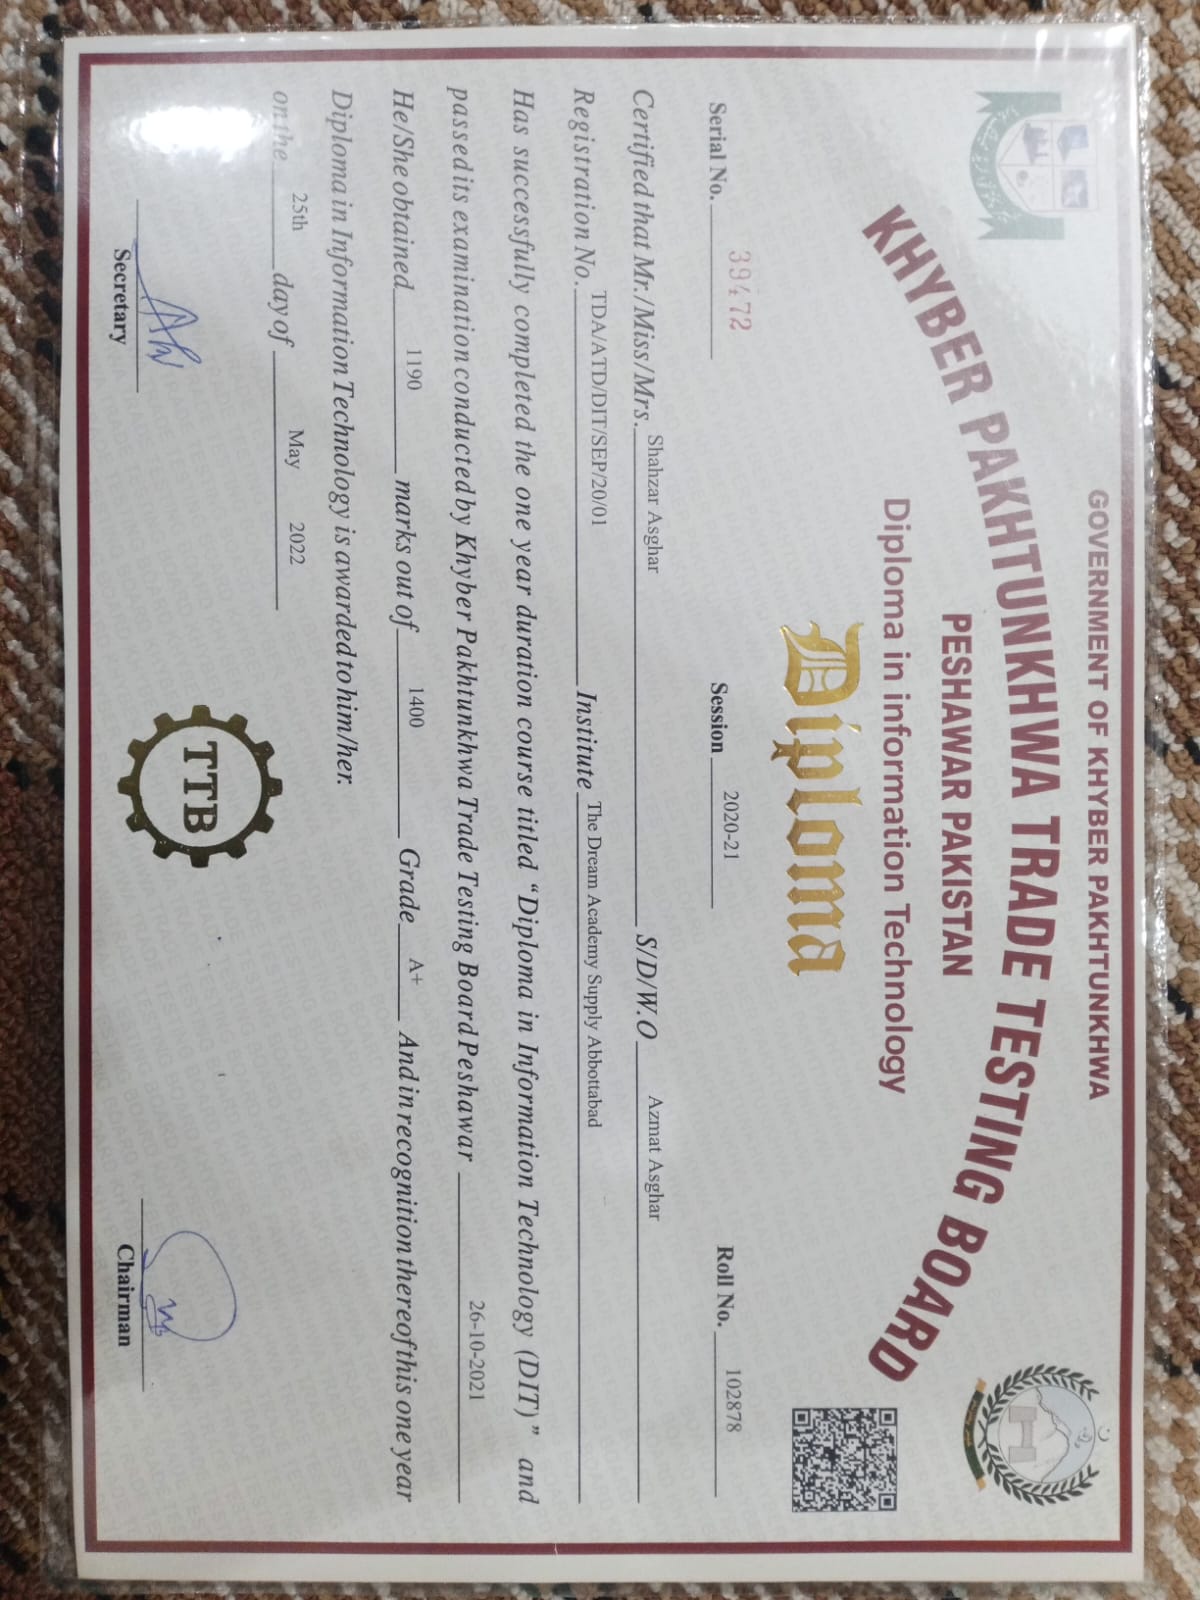 GOVERNMENT OF KHYBER PAKHTUNKHWA
KHYBER PAKHTUNKHWA TRADE TESTING BOARD
PESHAWAR PAKISTAN
Diploma in information Technology
Diploma
Serial No. 39472 Session 2020-21 Roll No. 102878
Certified that Mr./Miss/Mrs. Shahzar Asghar S/D/W.O Azmat Asghar
Registration No. TDA/ATD/DIT/SEP/20/01 Institute The Dream Academy Supply Abbottabad
Has successfully completed the one year duration course titled “Diploma in Information Technology (DIT)” and
passed its examination conducted by Khyber Pakhtunkhwa Trade Testing Board Peshawar 26-10-2021
He/She obtained 1190 marks out of 1400 Grade A+ And in recognition thereof this one year
Diploma in Information Technology is awarded to him/her.
on the 25th day of May 2022
TTB
Secretary Chairman